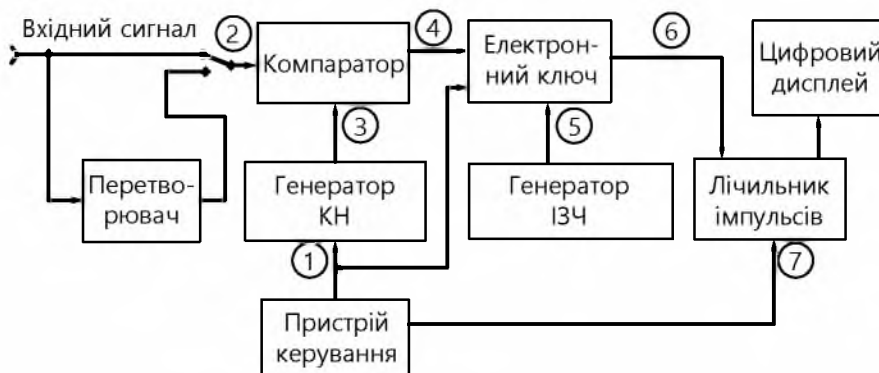 Вхідний сигнал
2
Компаратор
4
Електрон-
ний ключ
6
Цифровий
дисплей
3
5
Перетво-
рювач
Генератор
КН
Генератор
ІЗЧ
Лічильник
імпульсів
1
7
Пристрій
керування